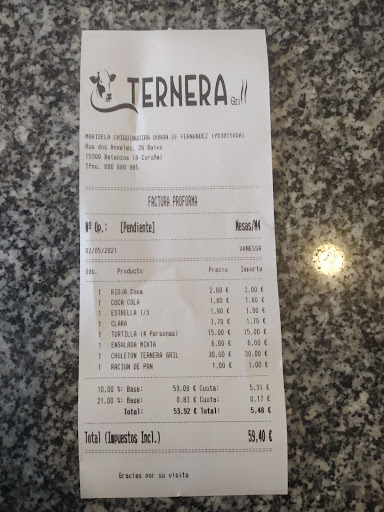 TERNERA Grill
MARISELA CHIQUINQUIRA DURAN DE FERNANDEZ (Y5381500A)
Rua dos Anxeles, 25 Baixo
15300 Betanzos (A Coruña)
Tfno. 686 680 985
FACTURA PROFORMA
Nº Op.: [Pendiente] Mesas/M4
02/05/2021 VANESSA
Uds. Producto Precio Importe
1 RIOJA Copa 2.00 € 2.00 €
1 COCA COLA 1.80 € 1.80 €
1 ESTRELLA 1/3 1.90 € 1.90 €
1 CLARA 1.70 € 1.70 €
1 TORTILLA (4 Personas) 15.00 € 15.00 €
1 ENSALADA MIXTA 6.00 € 6.00 €
1 CHULETON TERNERA GRIL 30.00 € 30.00 €
1 RACION DE PAN 1.00 € 1.00 €
10.00 %: Base: 53.09 € Cuota: 5.31 €
21.00 %: Base: 0.83 € Cuota: 0.17 €
Total: 53.92 € Total: 5.48 €
Total (Impuestos Incl.) 59,40 €
Gracias por su visita